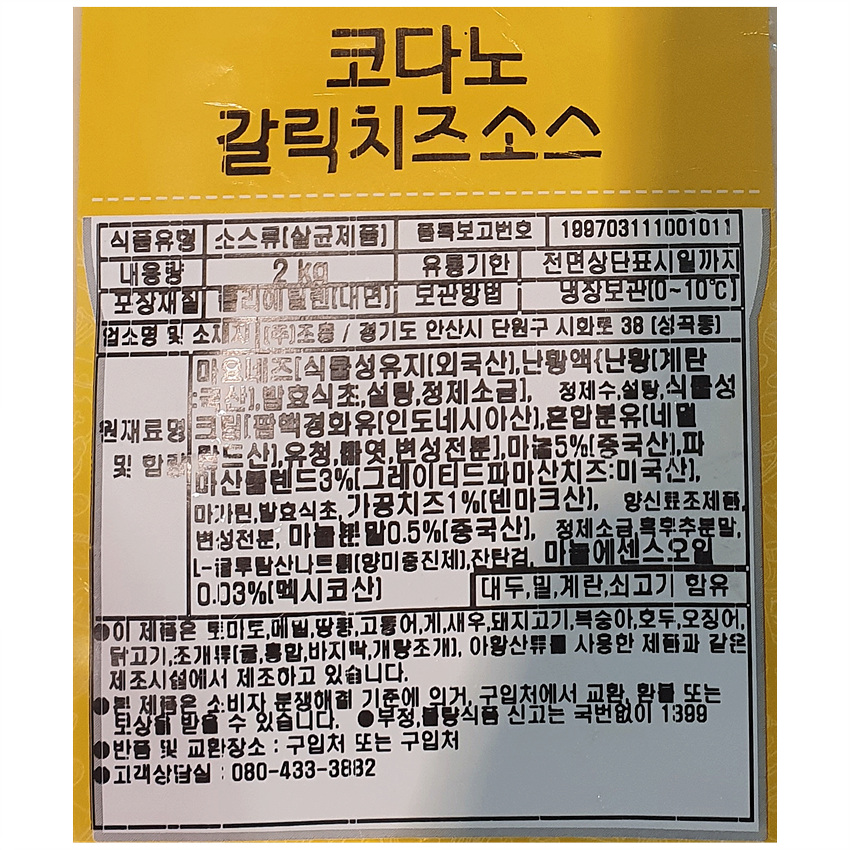 코다노
갈릭치즈소스
식품유형 소스류(살균제품) 품목보고번호 199703111001011
내용량 2 kg 유통기한 전면상단표시일까지
포장재질 폴리에틸렌(내면) 보관방법 냉장보관(0~10℃)
업소명 및 소재지 (주)조흥 / 경기도 안산시 단원구 시화로 38 (성곡동)
원재료명 및 함량
마요네즈[식물성유지(외국산),난황액{난황(계란
:국산),발효식초,설탕,정제소금], 정제수,설탕,식물성
크림[팜핵경화유(인도네시아산),혼합분유(네덜
란드산),유청,물엿,변성전분],마늘5%(중국산),파
마산블렌드3%[그레이티드파마산치즈:미국산],
마가린,발효식초,가공치즈1%(덴마크산), 향신료조제품,
변성전분, 마늘분말0.5%(중국산), 정제소금,흑후추분말,
L-글루탐산나트륨(향미증진제),잔탄검, 마늘에센스오일
0.03%(멕시코산) 대두,밀,계란,쇠고기 함유
●이 제품은 토마토,메밀,땅콩,고등어,게,새우,돼지고기,복숭아,호두,오징어,
닭고기,조개류(굴,홍합,바지락,개량조개), 아황산류를 사용한 제품과 같은
제조시설에서 제조하고 있습니다.
●본 제품은 소비자 분쟁해결 기준에 의거, 구입처에서 교환, 환불 또는
보상을 받을 수 있습니다. ●부정,불량식품 신고는 국번없이 1399
●반품 및 교환장소 : 구입처 또는 구입처
●고객상담실 : 080-433-3882